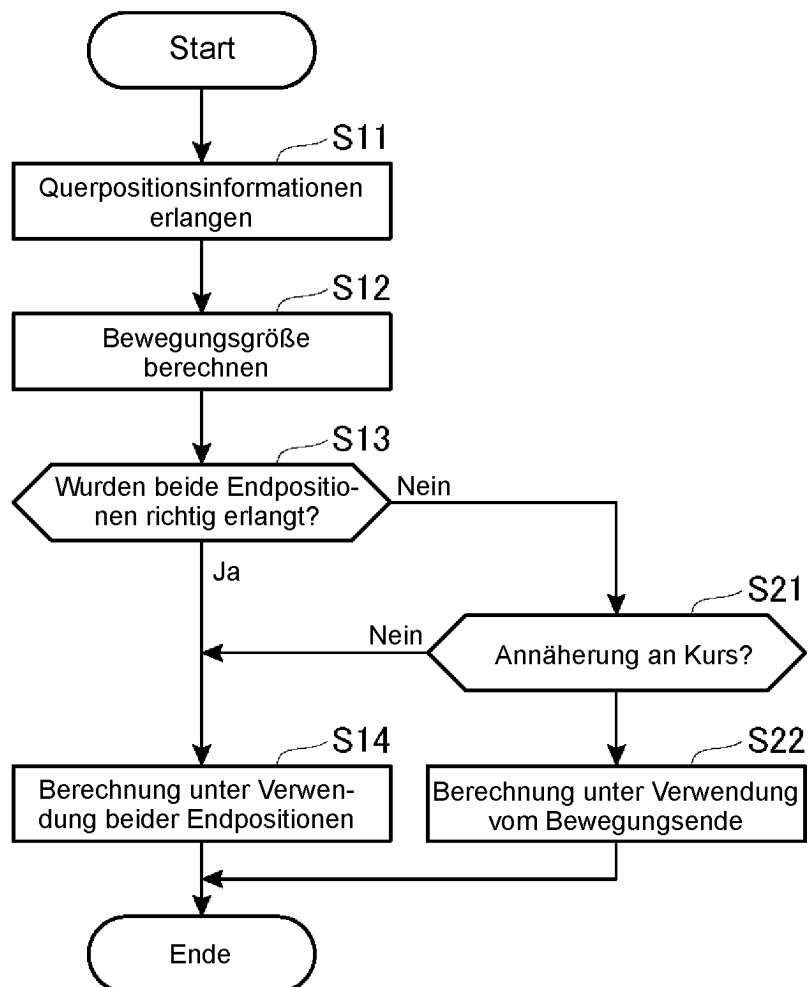 Start
S11
Querpositionsinformationen
erlangen
S12
Bewegungsgröße
berechnen
S13
Wurden beide Endpositio-
nen richtig erlangt?
Nein
Ja
S21
Nein
Annäherung an Kurs?
S14
Berechnung unter Verwen-
dung beider Endpositionen
S22
Berechnung unter Verwendung
vom Bewegungsende
Ende